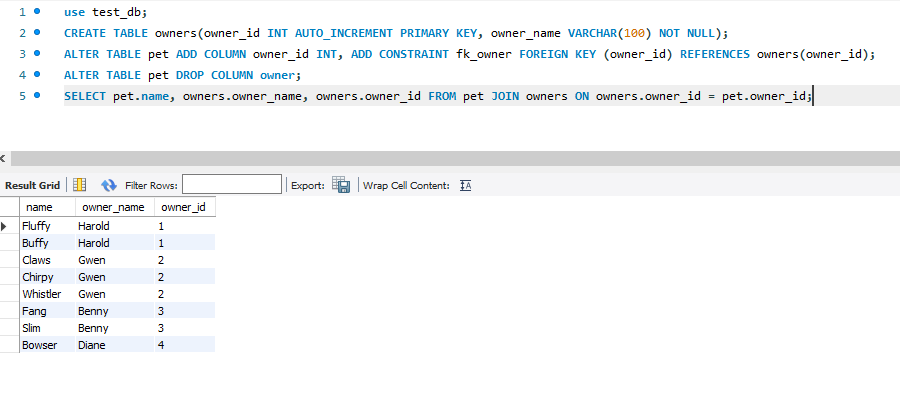 1 use test_db;
2 CREATE TABLE owners(owner_id INT AUTO_INCREMENT PRIMARY KEY, owner_name VARCHAR(100) NOT NULL);
3 ALTER TABLE pet ADD COLUMN owner_id INT, ADD CONSTRAINT fk_owner FOREIGN KEY (owner_id) REFERENCES owners(owner_id);
4 ALTER TABLE pet DROP COLUMN owner;
5 SELECT pet.name, owners.owner_name, owners.owner_id FROM pet JOIN owners ON owners.owner_id = pet.owner_id;
Result Grid Filter Rows: Export: Wrap Cell Content: IA
name owner_name owner_id
Fluffy Harold 1
Buffy Harold 1
Claws Gwen 2
Chirpy Gwen 2
Whistler Gwen 2
Fang Benny 3
Slim Benny 3
Bowser Diane 4